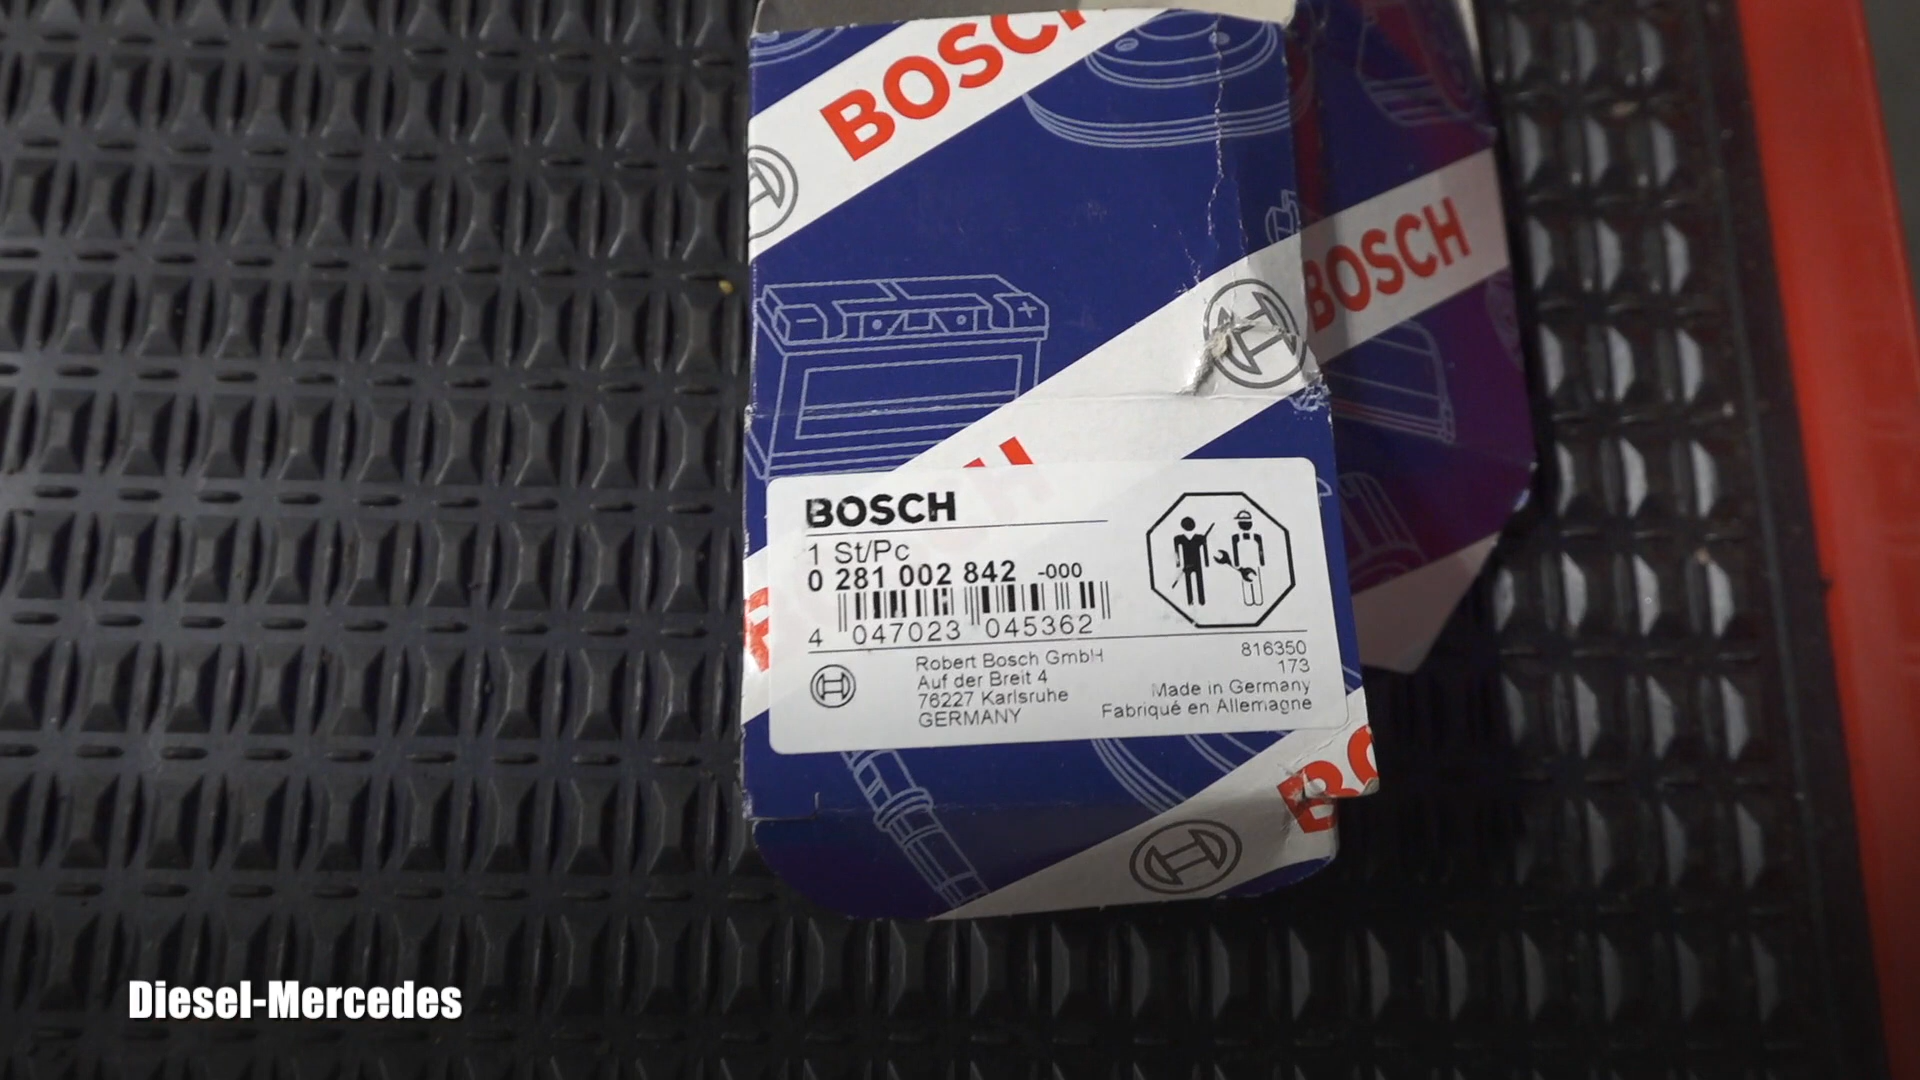 BOSCH
BOSCH
BOSCH
1 St/Pc
0 281 002 842 -000
4 047023 045362
Robert Bosch GmbH
Auf der Breit 4
76227 Karlsruhe
GERMANY
816350
173
Made in Germany
Fabriqué en Allemagne
Diesel-Mercedes